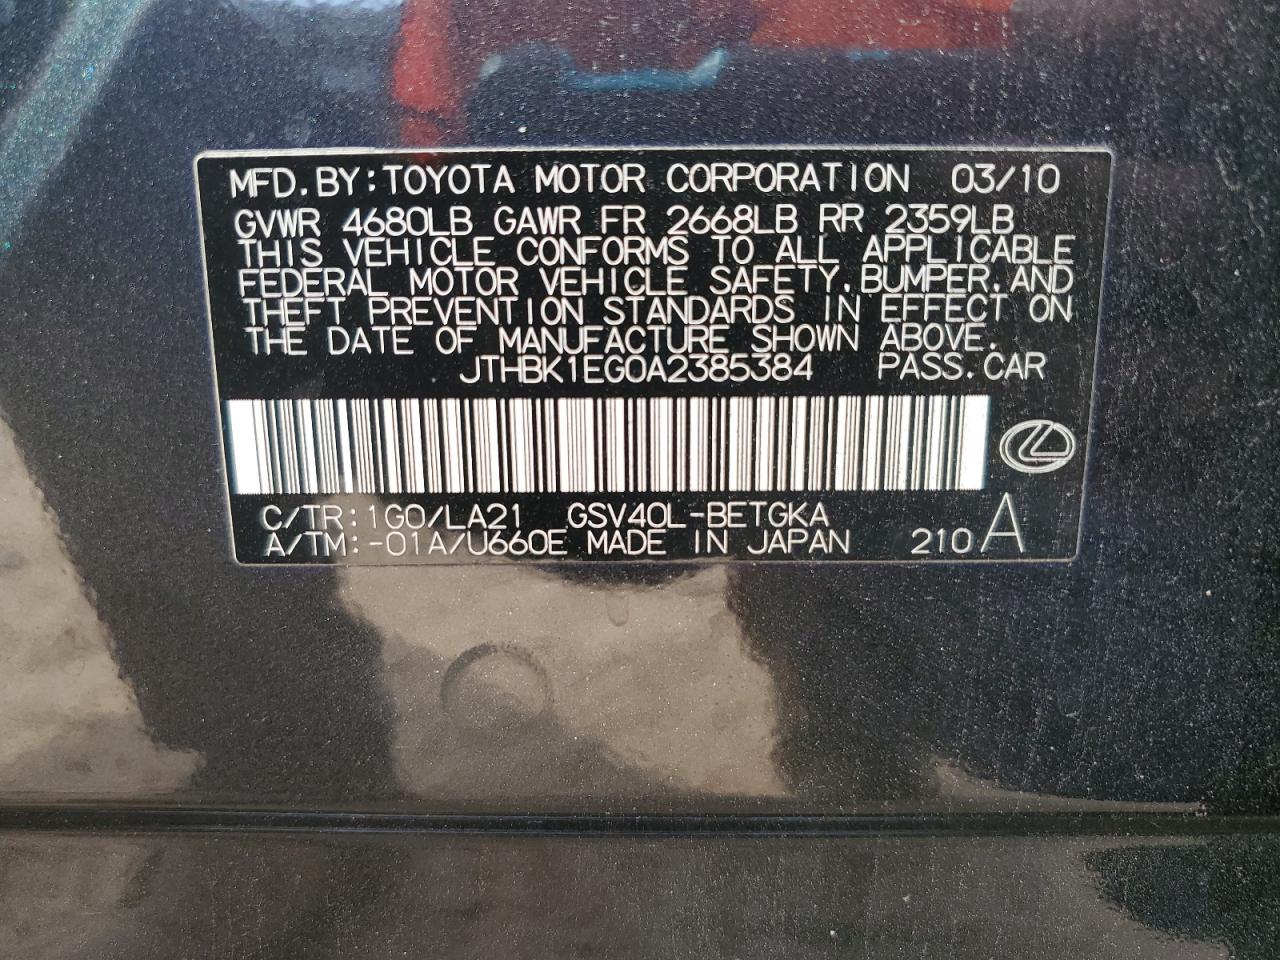 MFD.BY:TOYOTA MOTOR CORPORATION 03/10
GVWR 4680LB GAWR FR 2668LB RR 2359LB
THIS VEHICLE CONFORMS TO ALL APPLICABLE
FEDERAL MOTOR VEHICLE SAFETY,BUMPER,AND
THEFT PREVENTION STANDARDS IN EFFECT ON
THE DATE OF MANUFACTURE SHOWN ABOVE.
JTHBK1EG0A2385384 PASS.CAR
C/TR:1G0/LA21 GSV40L-BETGKA
A/TM:-01A/U660E MADE IN JAPAN 210 A